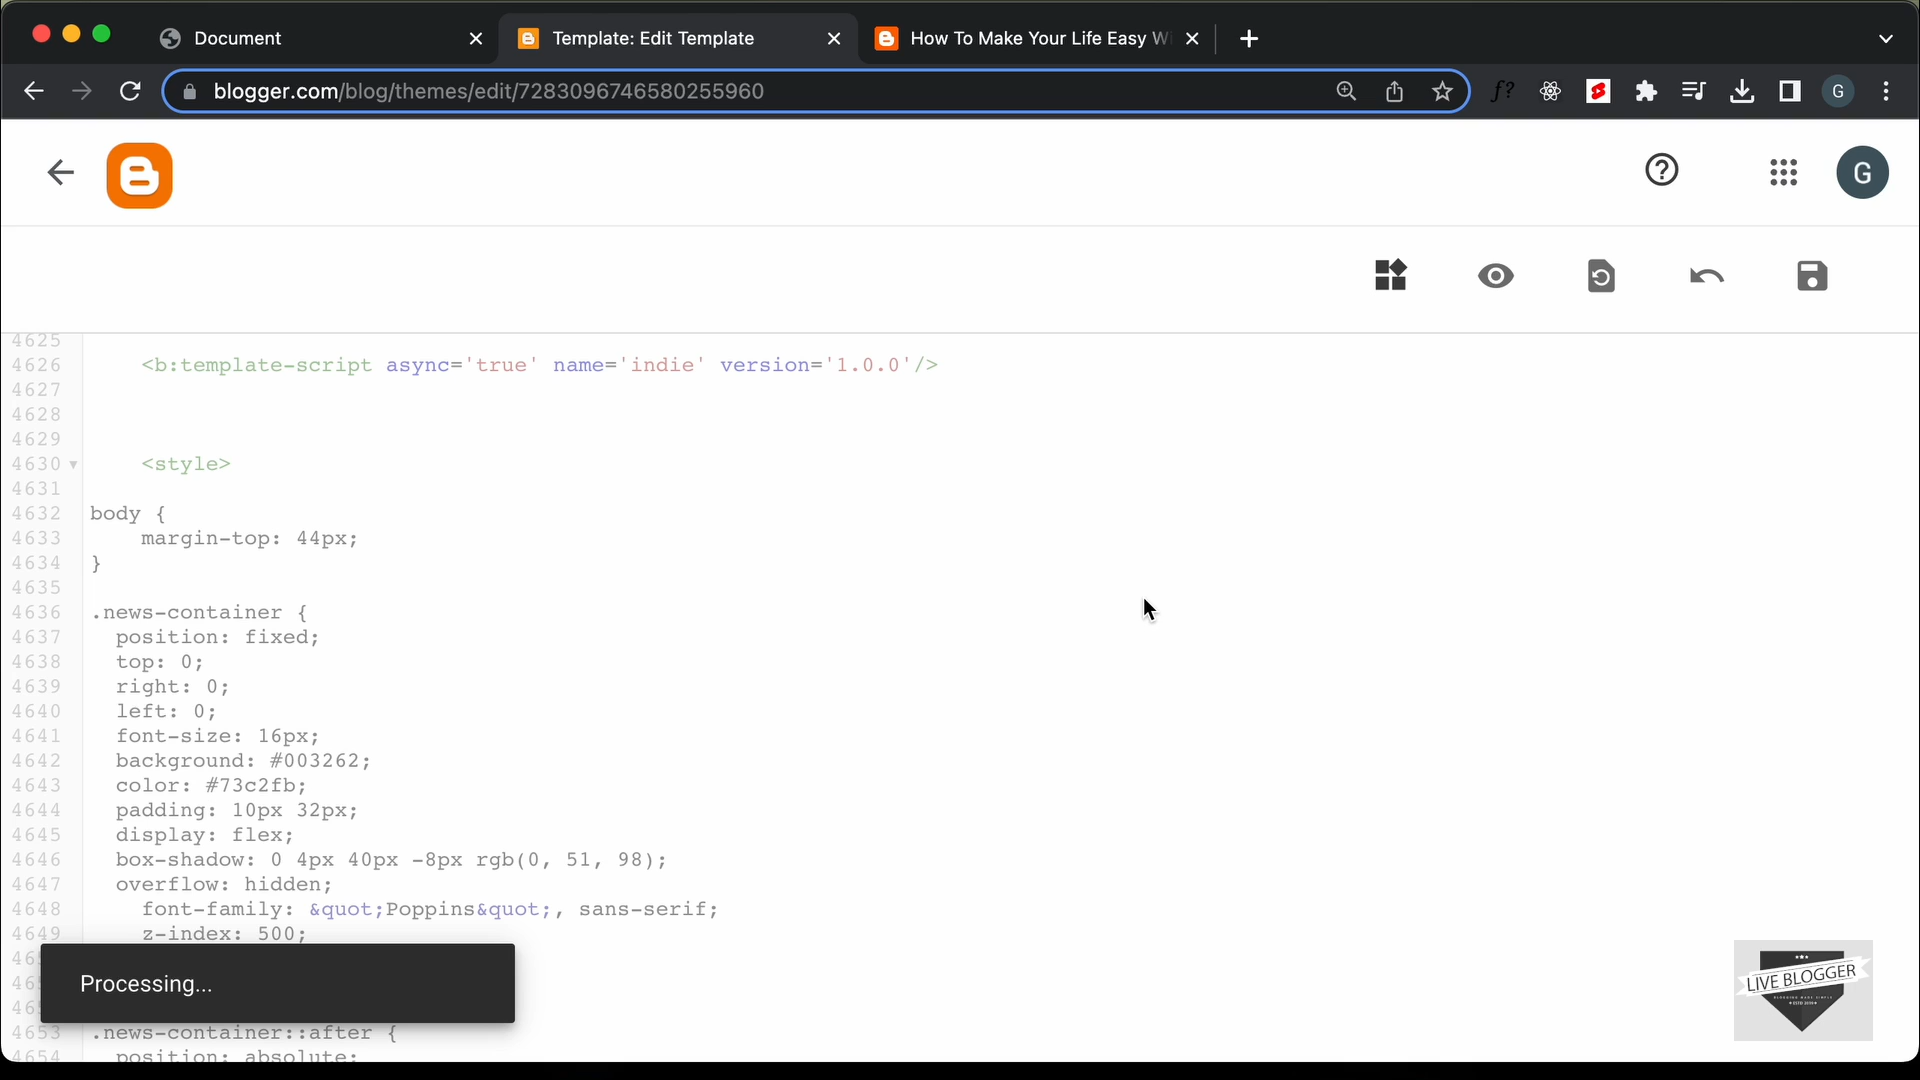 Document
Template: Edit Template
How To Make Your Life Easy W
blogger.com/blog/themes/edit/7283096746580255960
f?
G
G
4625
4626 <b:template-script async='true' name='indie' version='1.0.0'/>
4627
4628
4629
4630 <style>
4631
4632 body {
4633 margin-top: 44px;
4634 }
4635
4636 .news-container {
4637 position: fixed;
4638 top: 0;
4639 right: 0;
4640 left: 0;
4641 font-size: 16px;
4642 background: #003262;
4643 color: #73c2fb;
4644 padding: 10px 32px;
4645 display: flex;
4646 box-shadow: 0 4px 40px -8px rgb(0, 51, 98);
4647 overflow: hidden;
4648 font-family: &quot;Poppins&quot;, sans-serif;
4649 z-index: 500;
Processing...
4653 .news-container::after {
4654 position: absolute;
LIVE BLOGGER